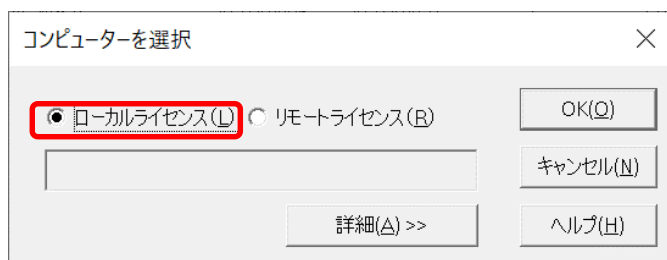 コンピューターを選択
ローカルライセンス(L) リモートライセンス(R)
OK(O)
キャンセル(N)
詳細(A) >>
ヘルプ(H)